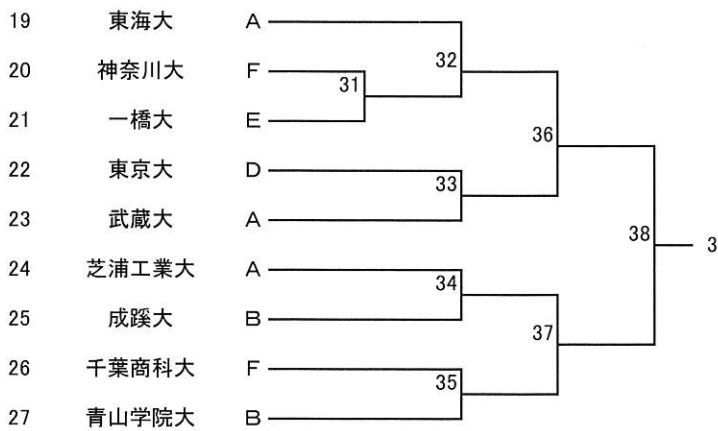 19 東海大 A
32
20 神奈川大 F
31
21 一橋大 E
36
22 東京大 D
33
23 武蔵大 A
38 3
24 芝浦工業大 A
34
25 成蹊大 B
37
26 千葉商科大 F
35
27 青山学院大 B